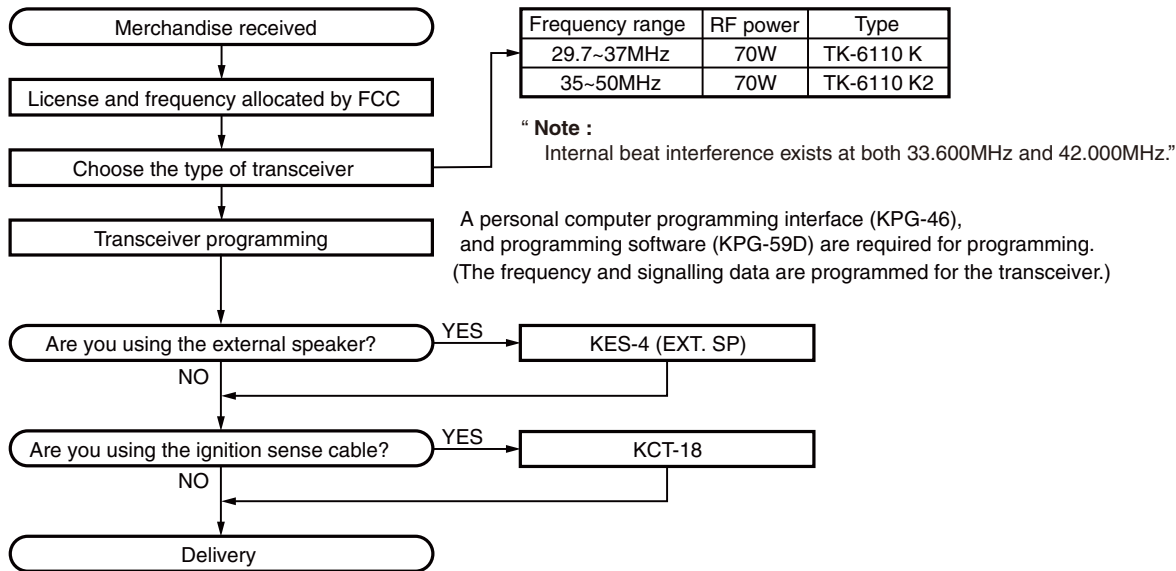 Merchandise received
License and frequency allocated by FCC
Choose the type of transceiver
Frequency range RF power Type
29.7~37MHz 70W TK-6110 K
35~50MHz 70W TK-6110 K2
“ Note :
Internal beat interference exists at both 33.600MHz and 42.000MHz.”
Transceiver programming
A personal computer programming interface (KPG-46),
and programming software (KPG-59D) are required for programming.
(The frequency and signalling data are programmed for the transceiver.)
Are you using the external speaker?
YES
KES-4 (EXT. SP)
NO
Are you using the ignition sense cable?
YES
KCT-18
NO
Delivery